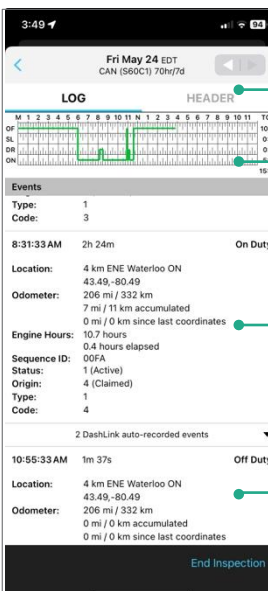 3:49
94
Fri May 24 EDT
CAN (S60C1) 70hr/7d
LOG HEADER
M 1 2 3 4 5 6 7 8 9 10 11 N 1 2 3 4 5 6 7 8 9 10 11
OF 10
SL
DR
ON
15
Events
Type: 1
Code: 3
8:31:33 AM 2h 24m On Duty
Location: 4 km ENE Waterloo ON
43.49,-80.49
Odometer: 206 mi / 332 km
7 mi / 11 km accumulated
0 mi / 0 km since last coordinates
Engine Hours: 10.7 hours
0.4 hours elapsed
Sequence ID: 00FA
Status: 1 (Active)
Origin: 4 (Claimed)
Type: 1
Code: 4
2 DashLink auto-recorded events
10:55:33 AM 1m 37s Off Duty
Location: 4 km ENE Waterloo ON
43.49,-80.49
Odometer: 206 mi / 332 km
0 mi / 0 km accumulated
0 mi / 0 km since last coordinates
End Inspection